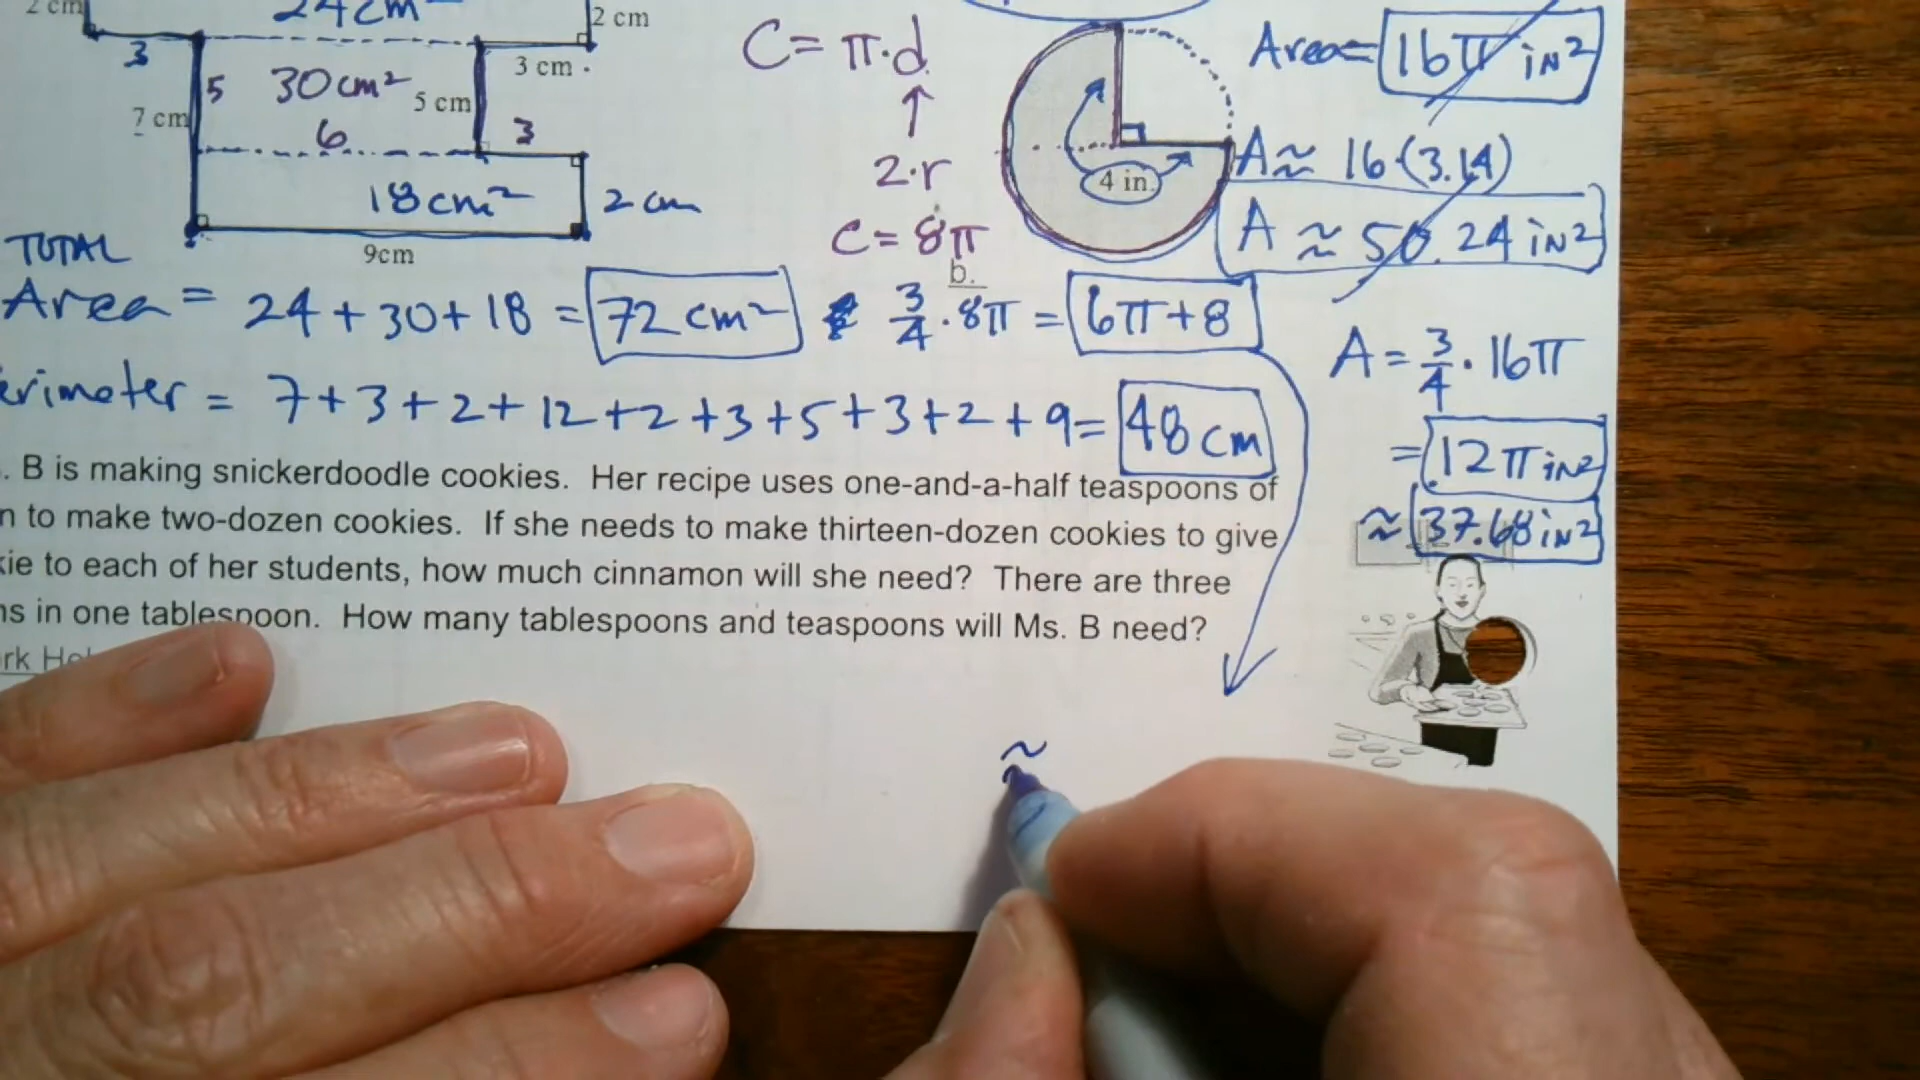 2 cm 24 cm 2 cm
3
5 30 cm² 5 cm 3 cm
7 cm
6 3
18 cm² 2 cm
9cm
C = π·d
2·r
C = 8π
4 in.
Area = 16π in²
A ≈ 16·(3.14)
A ≈ 50.24 in²
TOTAL
Area = 24 + 30 + 18 = 72 cm²
b.
3/4 · 8π = 6π + 8
A = 3/4 · 16π
= 12π in²
≈ 37.68 in²
erimeter = 7 + 3 + 2 + 12 + 2 + 3 + 5 + 3 + 2 + 9 = 48 cm
. B is making snickerdoodle cookies. Her recipe uses one-and-a-half teaspoons of
n to make two-dozen cookies. If she needs to make thirteen-dozen cookies to give
kie to each of her students, how much cinnamon will she need? There are three
ns in one tablespoon. How many tablespoons and teaspoons will Ms. B need?
≈